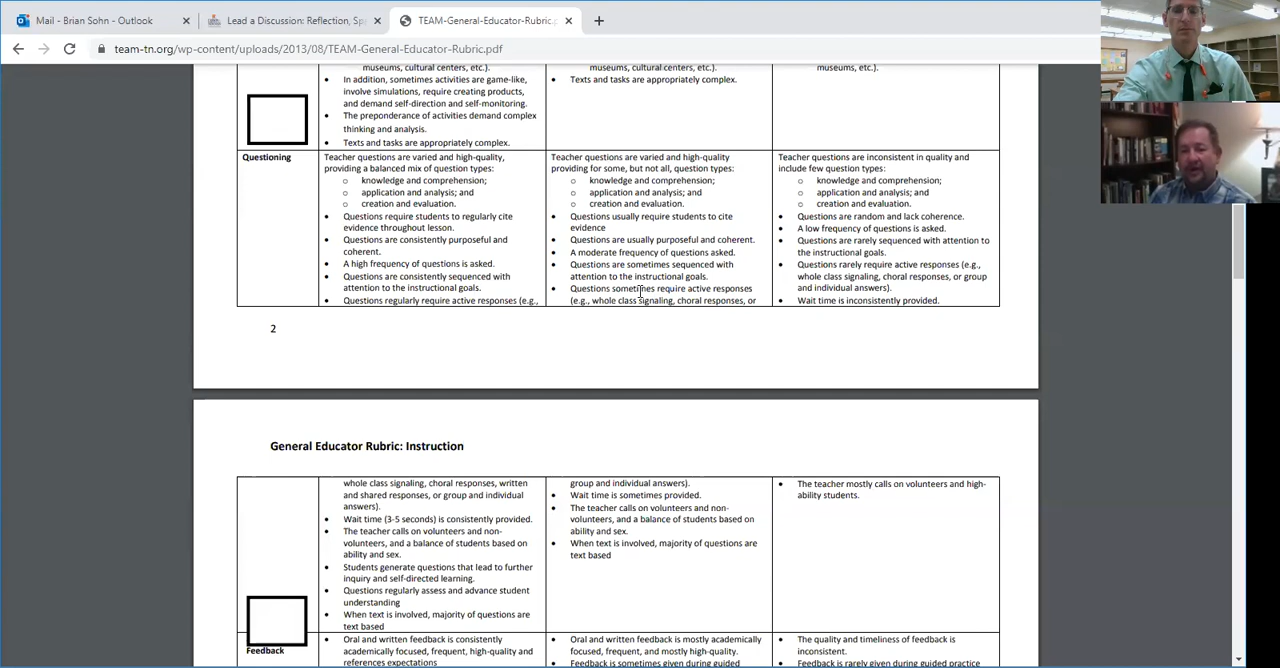 Mail - Brian Sohn - Outlook
Lead a Discussion: Reflection, Sp
TEAM-General-Educator-Rubric.p
team-tn.org/wp-content/uploads/2013/08/TEAM-General-Educator-Rubric.pdf
museums, cultural centers, etc.).
• In addition, sometimes activities are game-like,
involve simulations, require creating products,
and demand self-direction and self-monitoring.
• The preponderance of activities demand complex
thinking and analysis.
• Texts and tasks are appropriately complex.
museums, cultural centers, etc.).
• Texts and tasks are appropriately complex.
museums, etc.).
Questioning
Teacher questions are varied and high-quality,
providing a balanced mix of question types:
o knowledge and comprehension;
o application and analysis; and
o creation and evaluation.
• Questions require students to regularly cite
evidence throughout lesson.
• Questions are consistently purposeful and
coherent.
• A high frequency of questions is asked.
• Questions are consistently sequenced with
attention to the instructional goals.
• Questions regularly require active responses (e.g.,
Teacher questions are varied and high-quality
providing for some, but not all, question types:
o knowledge and comprehension;
o application and analysis; and
o creation and evaluation.
• Questions usually require students to cite
evidence
• Questions are usually purposeful and coherent.
• A moderate frequency of questions asked.
• Questions are sometimes sequenced with
attention to the instructional goals.
• Questions sometimes require active responses
(e.g., whole class signaling, choral responses, or
Teacher questions are inconsistent in quality and
include few question types:
o knowledge and comprehension;
o application and analysis; and
o creation and evaluation.
• Questions are random and lack coherence.
• A low frequency of questions is asked.
• Questions are rarely sequenced with attention to
the instructional goals.
• Questions rarely require active responses (e.g.,
whole class signaling, choral responses, or group
and individual answers).
• Wait time is inconsistently provided.
2
General Educator Rubric: Instruction
whole class signaling, choral responses, written
and shared responses, or group and individual
answers).
• Wait time (3-5 seconds) is consistently provided.
• The teacher calls on volunteers and non-
volunteers, and a balance of students based on
ability and sex.
• Students generate questions that lead to further
inquiry and self-directed learning.
• Questions regularly assess and advance student
understanding
• When text is involved, majority of questions are
text based
group and individual answers).
• Wait time is sometimes provided.
• The teacher calls on volunteers and non-
volunteers, and a balance of students based on
ability and sex.
• When text is involved, majority of questions are
text based
• The teacher mostly calls on volunteers and high-
ability students.
Feedback
• Oral and written feedback is consistently
academically focused, frequent, high-quality and
references expectations
• Oral and written feedback is mostly academically
focused, frequent, and mostly high-quality.
• Feedback is sometimes given during guided
• The quality and timeliness of feedback is
inconsistent.
• Feedback is rarely given during guided practice